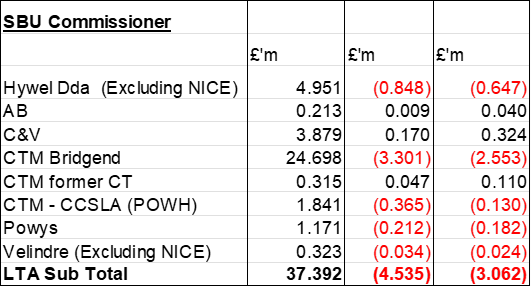 SBU Commissioner
£'m £'m £'m
Hywel Dda (Excluding NICE) 4.951 (0.848) (0.647)
AB 0.213 0.009 0.040
C&V 3.879 0.170 0.324
CTM Bridgend 24.698 (3.301) (2.553)
CTM former CT 0.315 0.047 0.110
CTM - CCSLA (POWH) 1.841 (0.365) (0.130)
Powys 1.171 (0.212) (0.182)
Velindre (Excluding NICE) 0.323 (0.034) (0.024)
LTA Sub Total 37.392 (4.535) (3.062)